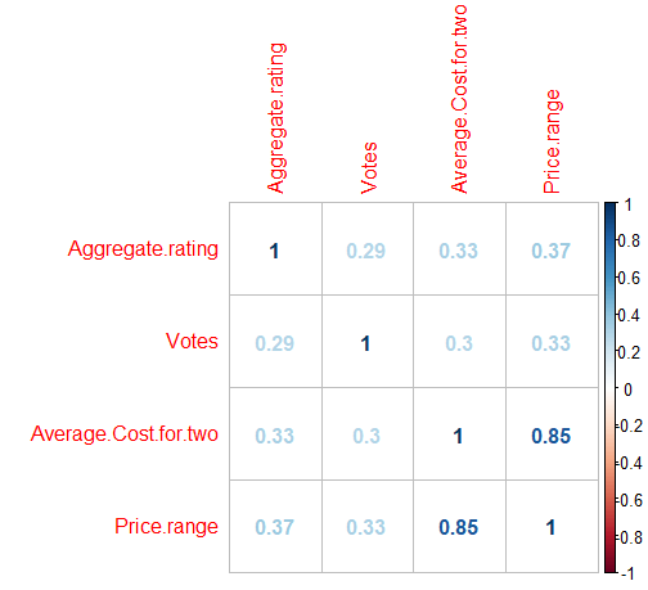 Aggregate.rating
Votes
Average.Cost.for.two
Price.range
Aggregate.rating 1 0.29 0.33 0.37
Votes 0.29 1 0.3 0.33
Average.Cost.for.two 0.33 0.3 1 0.85
Price.range 0.37 0.33 0.85 1
1
0.8
0.6
0.4
0.2
0
-0.2
-0.4
-0.6
-0.8
-1